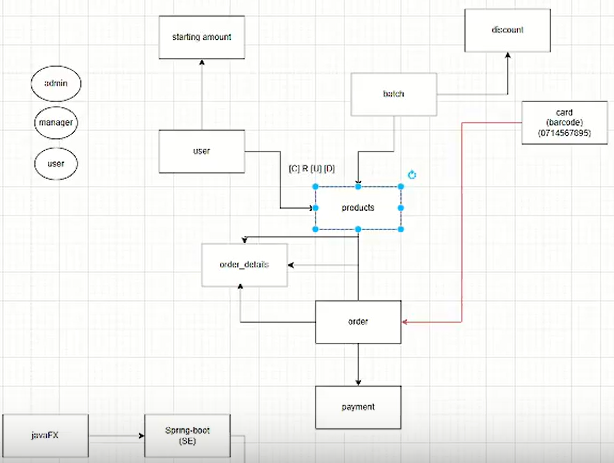 starting amount
discount
admin
batch
manager
card
(barcode)
(0714567895)
user
user
[C] R [U] [D]
products
order_details
order
payment
javaFX
Spring-boot
(SE)